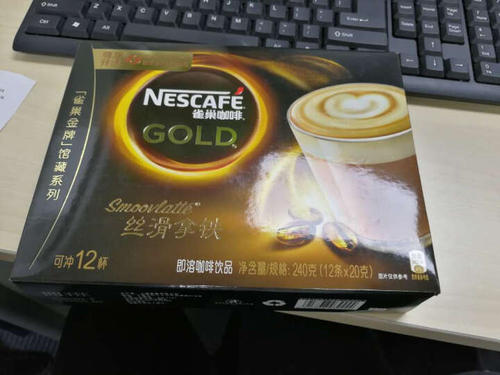 NESCAFÉ
雀巢咖啡
GOLD
「雀巢金牌」馆藏系列
Smoovlatte
丝滑拿铁
可冲12杯
即溶咖啡饮品 净含量/规格: 240克 (12条x20克)
图片仅供参考